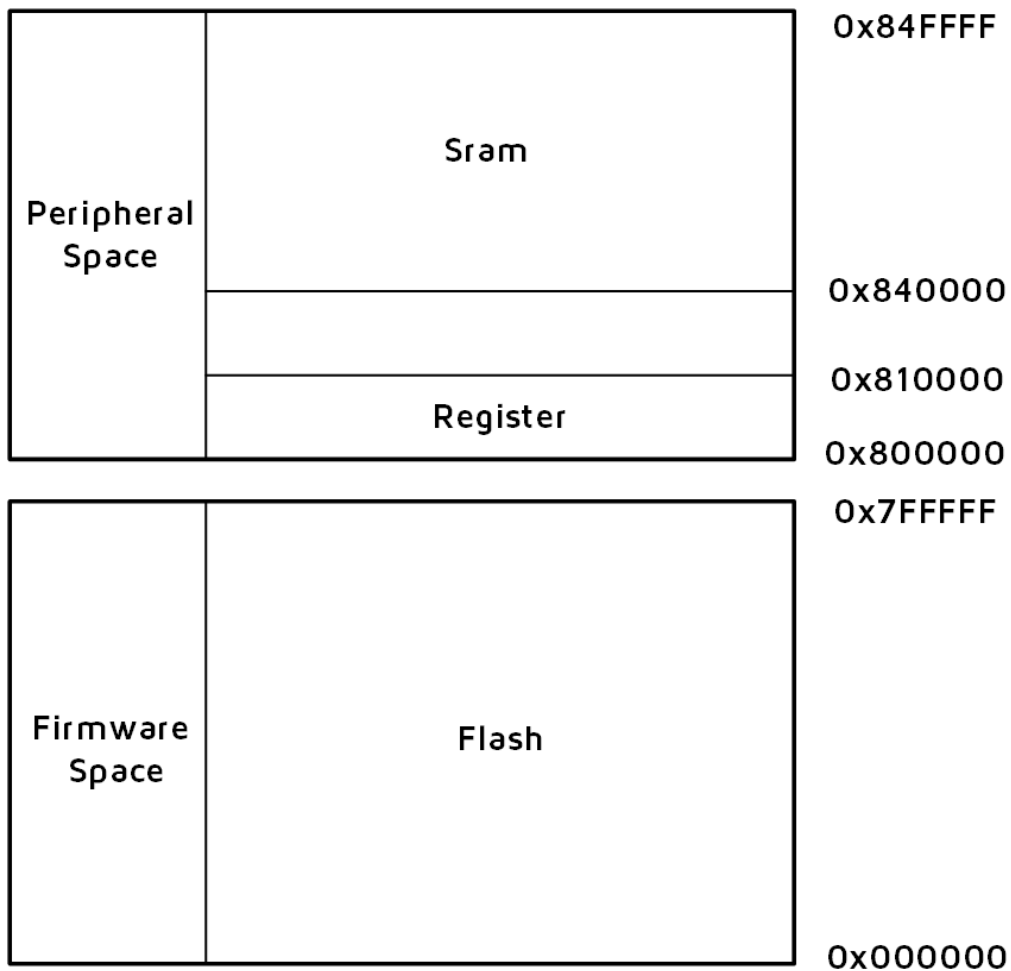 0x84FFFF
Sram
Peripheral
Space
0x840000
0x810000
Register
0x800000
0x7FFFFF
Firmware
Space
Flash
0x000000